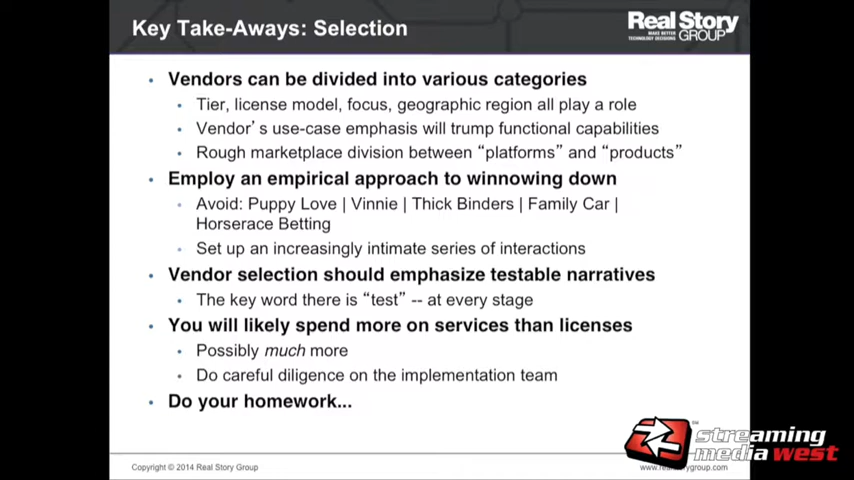 Key Take-Aways: Selection
Real Story
GROUP
MAKE BETTER
TECHNOLOGY DECISIONS
• Vendors can be divided into various categories
• Tier, license model, focus, geographic region all play a role
• Vendor's use-case emphasis will trump functional capabilities
• Rough marketplace division between “platforms” and “products”
• Employ an empirical approach to winnowing down
• Avoid: Puppy Love | Vinnie | Thick Binders | Family Car |
Horserace Betting
• Set up an increasingly intimate series of interactions
• Vendor selection should emphasize testable narratives
• The key word there is “test” -- at every stage
• You will likely spend more on services than licenses
• Possibly much more
• Do careful diligence on the implementation team
• Do your homework...
streaming
media west
Copyright © 2014 Real Story Group